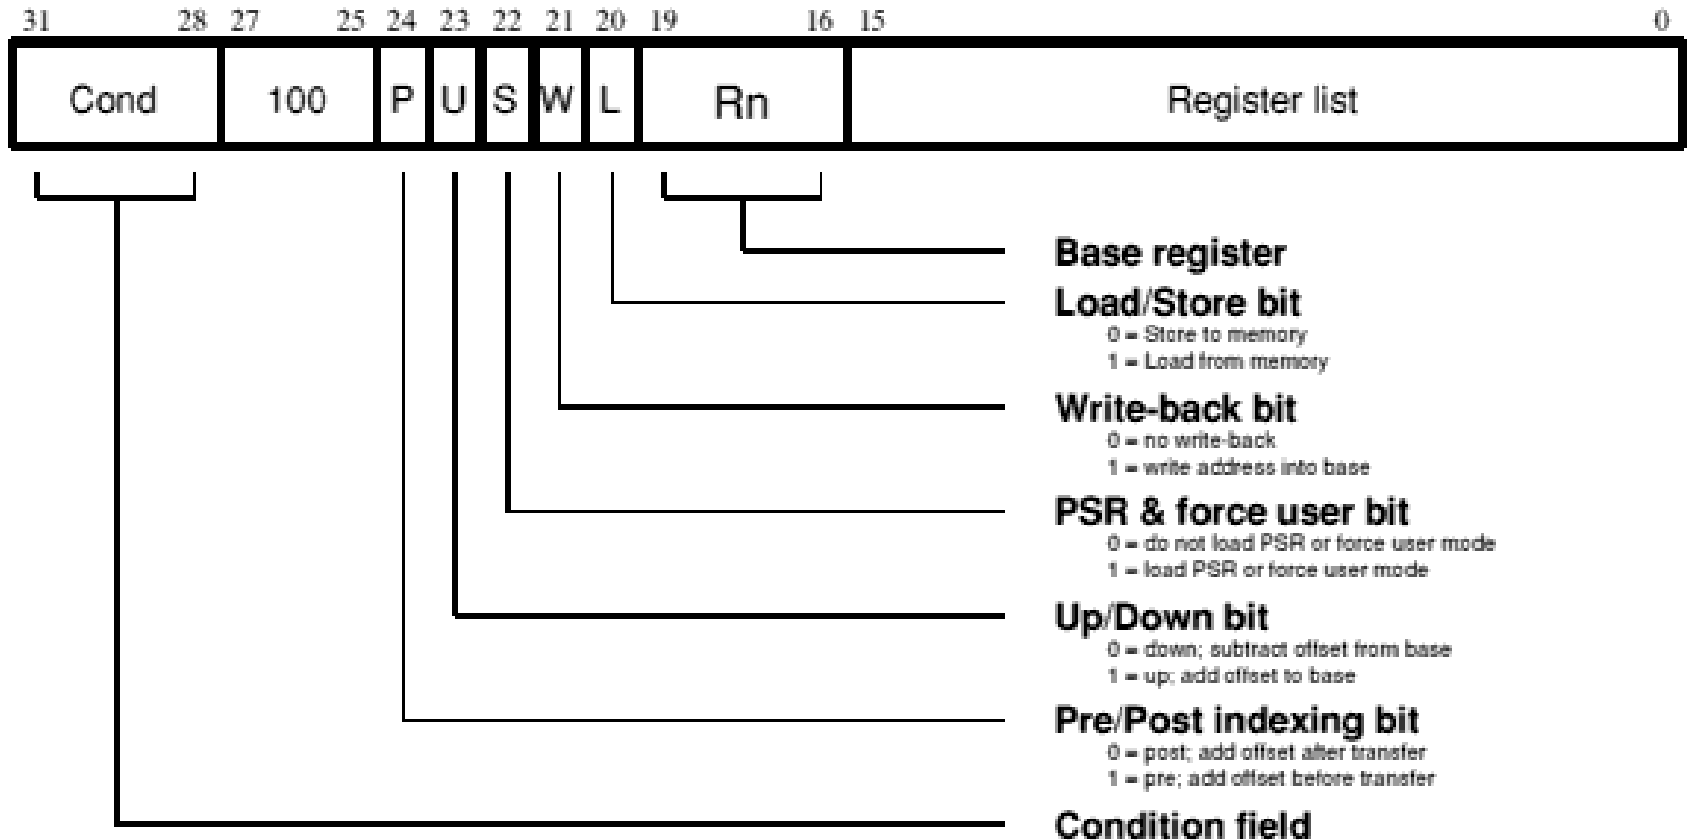 31 28 27 25 24 23 22 21 20 19 16 15 0
Cond 100 P U S W L Rn Register list
Base register
Load/Store bit
0 = Store to memory
1 = Load from memory
Write-back bit
0 = no write-back
1 = write address into base
PSR & force user bit
0 = do not load PSR or force user mode
1 = load PSR or force user mode
Up/Down bit
0 = down; subtract offset from base
1 = up; add offset to base
Pre/Post indexing bit
0 = post; add offset after transfer
1 = pre; add offset before transfer
Condition field